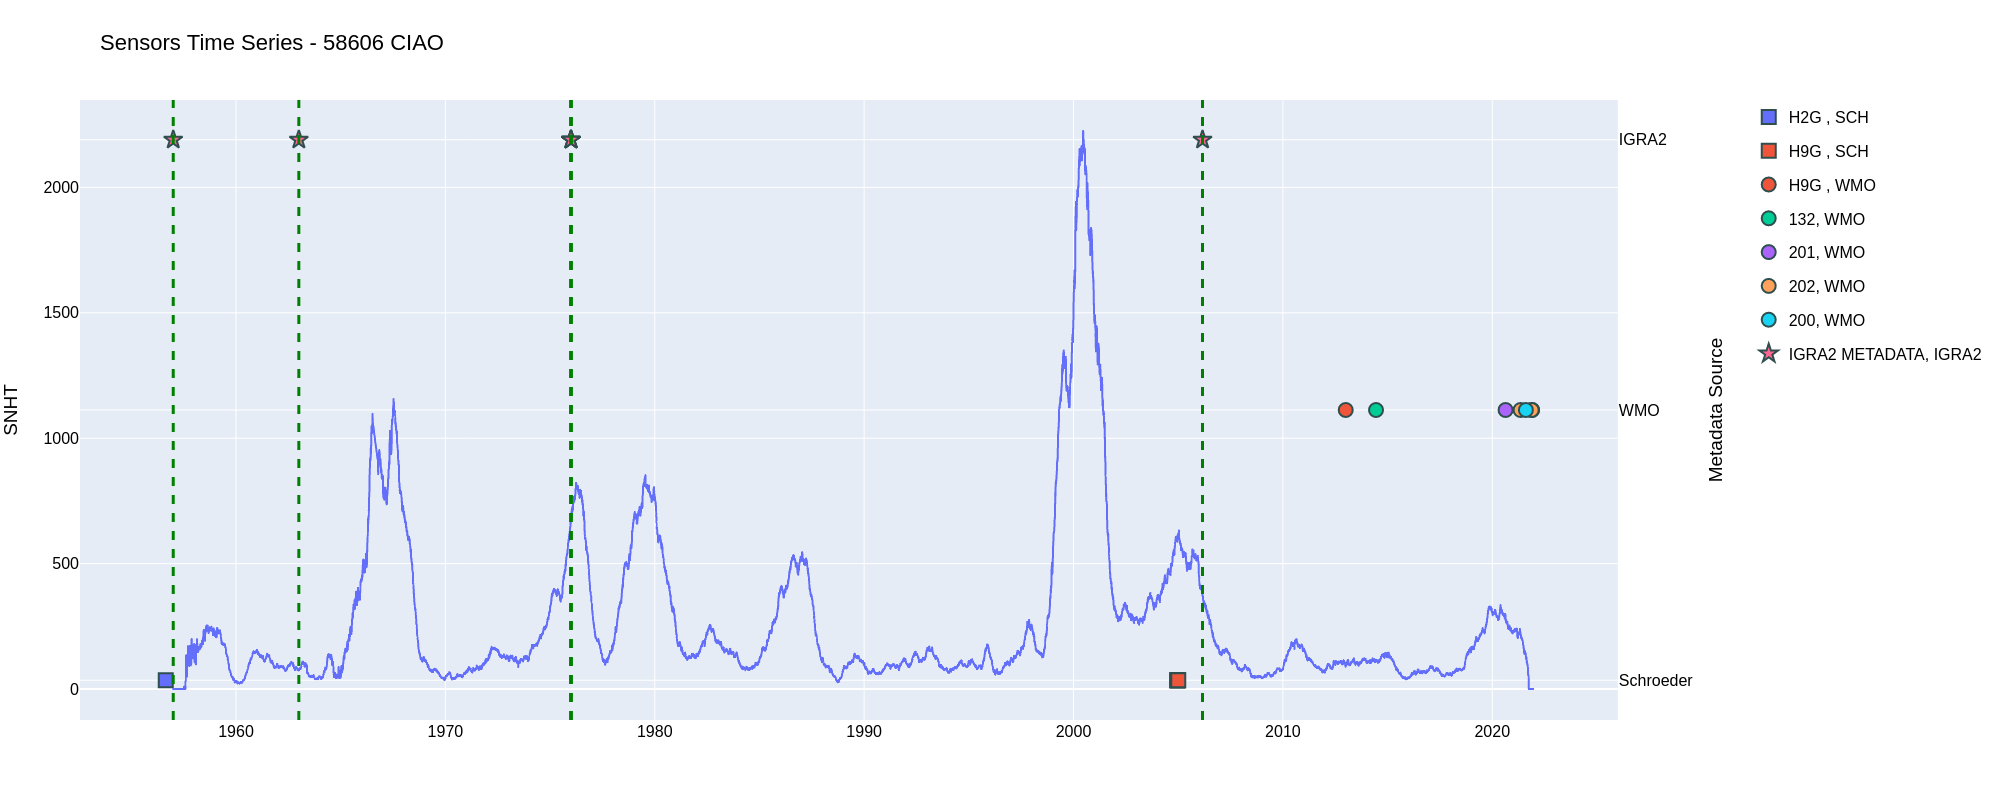 Sensors Time Series - 58606 CIAO
SNHT
2000
1500
1000
500
0
1960
1970
1980
1990
2000
2010
2020
IGRA2
WMO
Schroeder
Metadata Source
H2G , SCH
H9G , SCH
H9G , WMO
132, WMO
201, WMO
202, WMO
200, WMO
IGRA2 METADATA, IGRA2